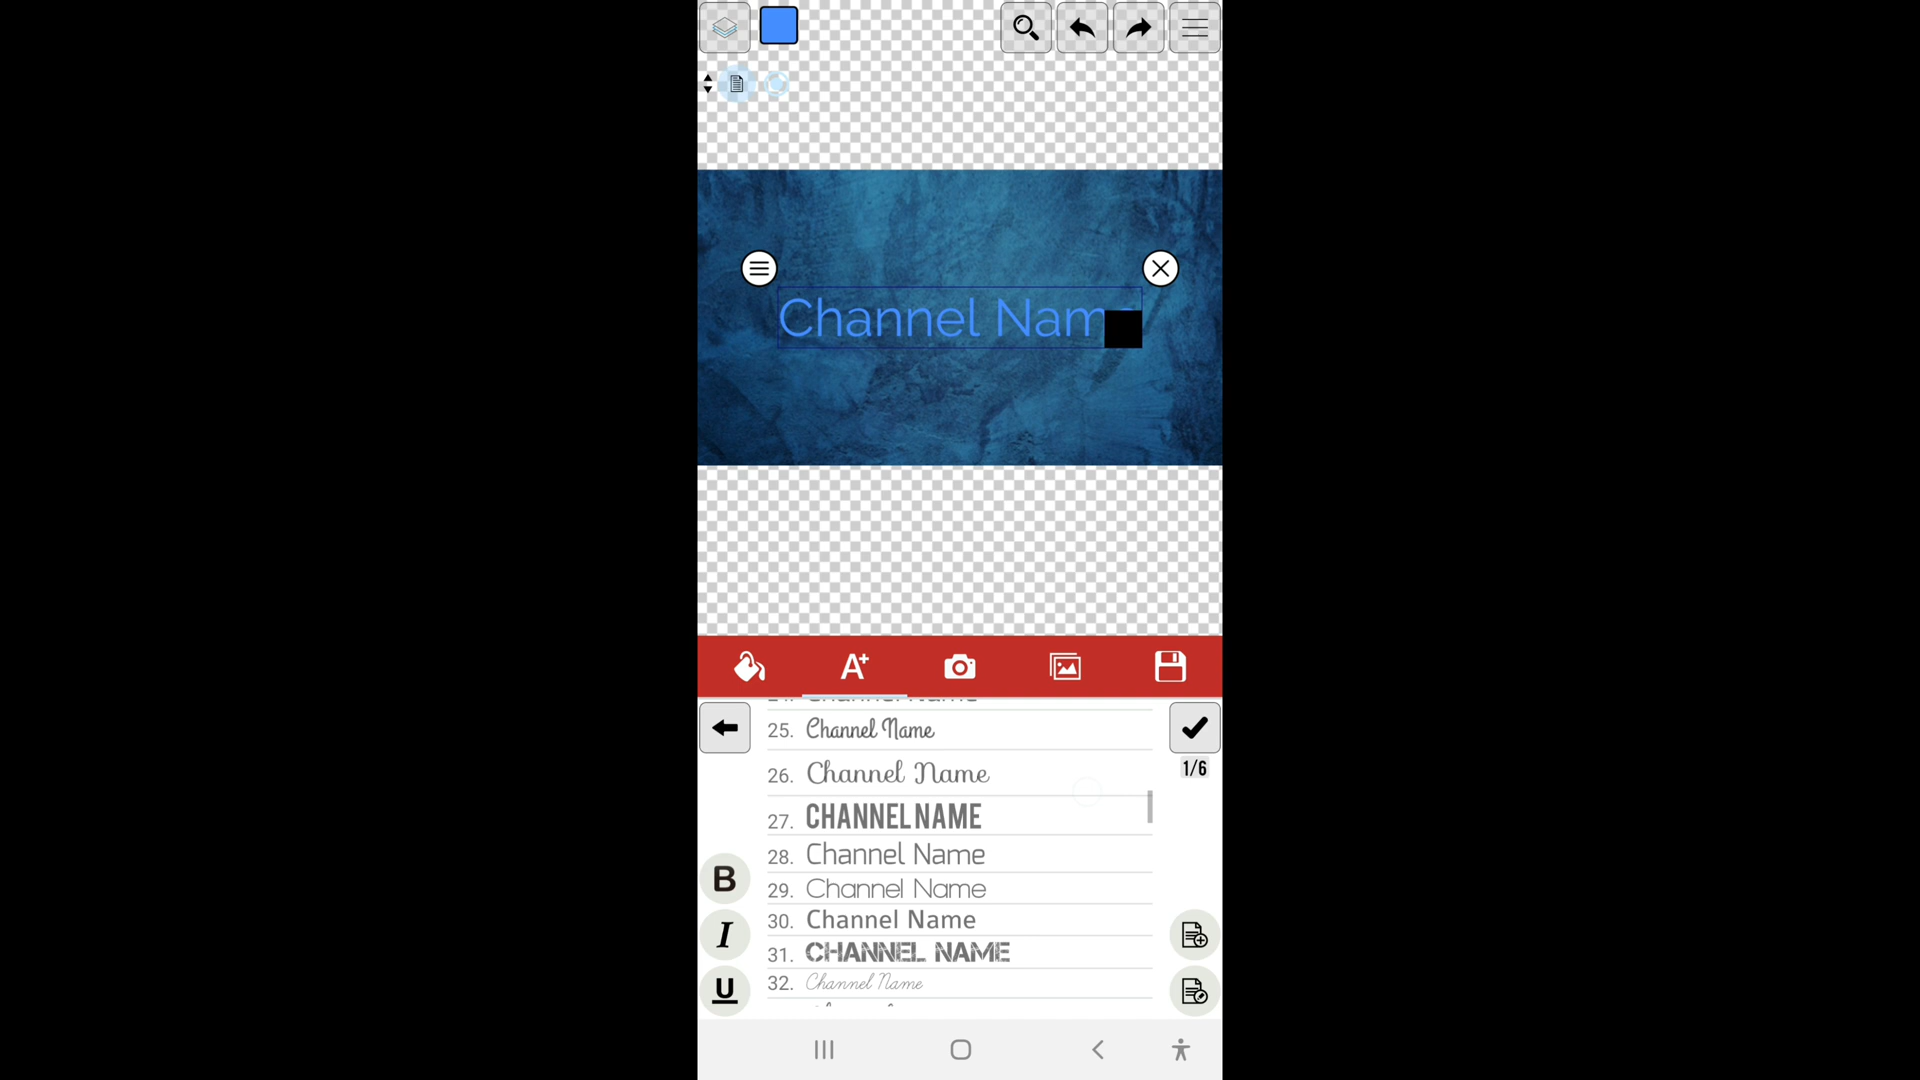 Channel Nam
A+
25. Channel Name
1/6
26. Channel Name
27. CHANNEL NAME
28. Channel Name
B
29. Channel Name
30. Channel Name
I
31. CHANNEL NAME
32. Channel Name
U